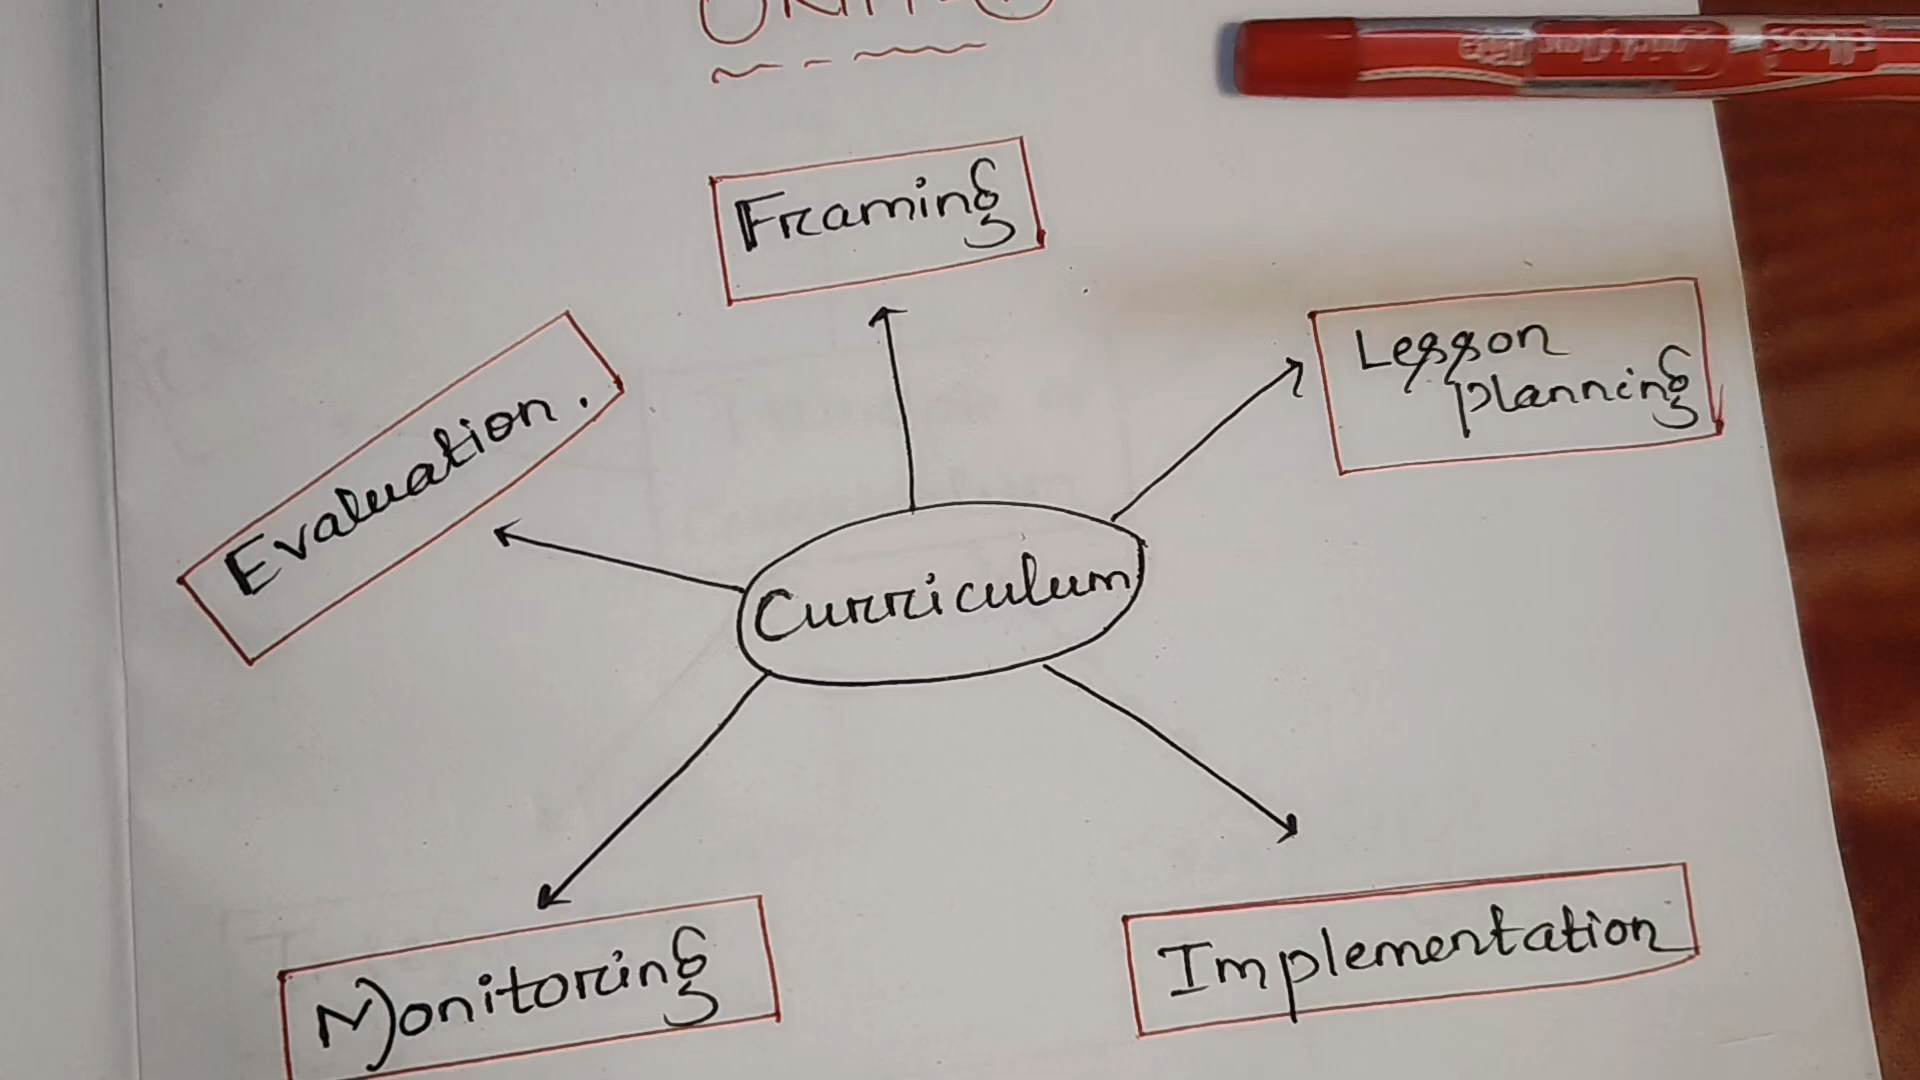 Framing
Lesson
planning
Evaluation.
Curriculum
Monitoring
Implementation